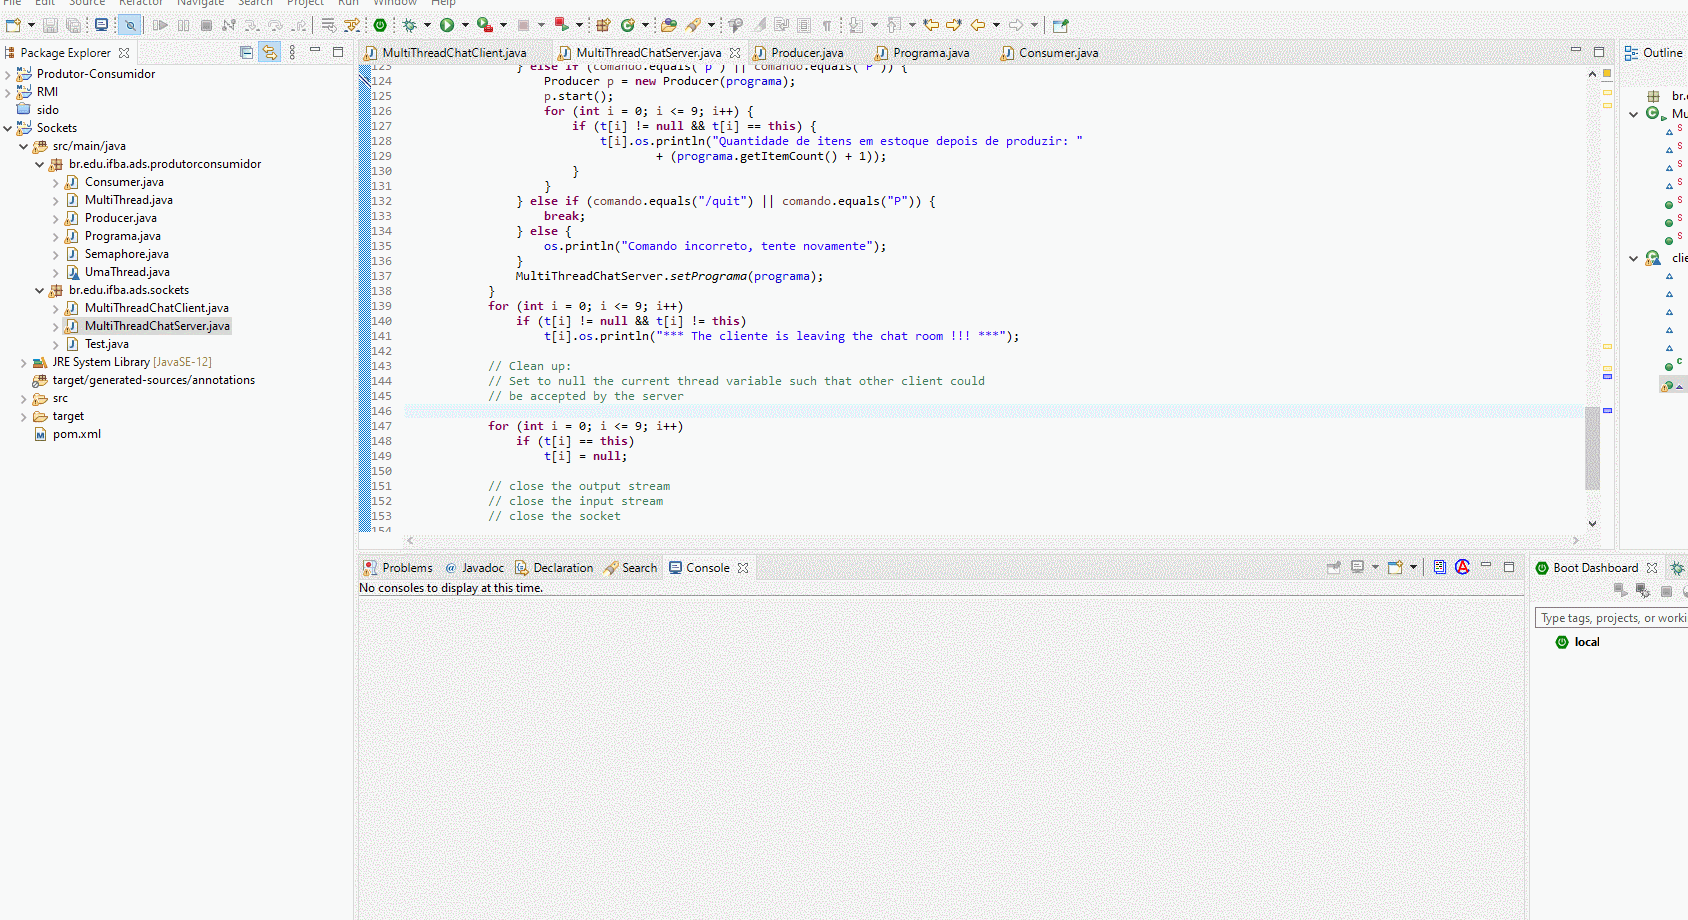 File Edit Source Refactor Navigate Search Project Run Window Help
Package Explorer
Produtor-Consumidor
RMI
sido
Sockets
src/main/java
br.edu.ifba.ads.produtorconsumidor
Consumer.java
MultiThread.java
Producer.java
Programa.java
Semaphore.java
UmaThread.java
br.edu.ifba.ads.sockets
MultiThreadChatClient.java
MultiThreadChatServer.java
Test.java
JRE System Library [JavaSE-12]
target/generated-sources/annotations
src
target
pom.xml
MultiThreadChatClient.java MultiThreadChatServer.java Producer.java Programa.java Consumer.java
123 } else if (comando.equals("p") || comando.equals("P")) {
124 Producer p = new Producer(programa);
125 p.start();
126 for (int i = 0; i <= 9; i++) {
127 if (t[i] != null && t[i] == this) {
128 t[i].os.println("Quantidade de itens em estoque depois de produzir: "
129 + (programa.getItemCount() + 1));
130 }
131 }
132 } else if (comando.equals("/quit") || comando.equals("P")) {
133 break;
134 } else {
135 os.println("Comando incorreto, tente novamente");
136 }
137 MultiThreadChatServer.setPrograma(programa);
138 }
139 for (int i = 0; i <= 9; i++)
140 if (t[i] != null && t[i] != this)
141 t[i].os.println("*** The cliente is leaving the chat room !!! ***");
142
143 // Clean up:
144 // Set to null the current thread variable such that other client could
145 // be accepted by the server
146
147 for (int i = 0; i <= 9; i++)
148 if (t[i] == this)
149 t[i] = null;
150
151 // close the output stream
152 // close the input stream
153 // close the socket
154
Outline
br.e
Mu
clie
Problems Javadoc Declaration Search Console
No consoles to display at this time.
Boot Dashboard
Type tags, projects, or worki
local